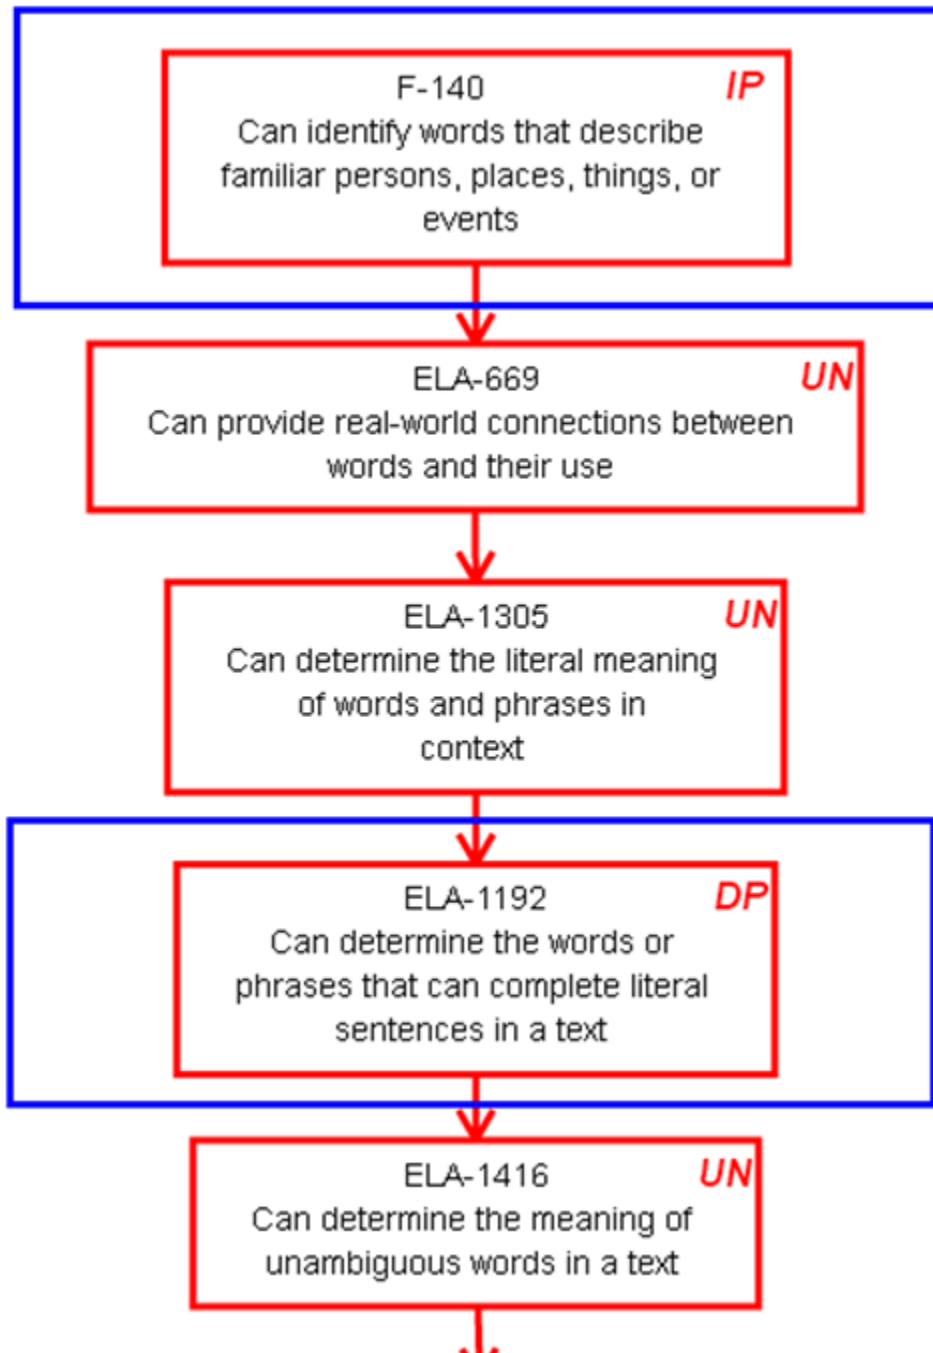 F-140 IP
Can identify words that describe
familiar persons, places, things, or
events
ELA-669 UN
Can provide real-world connections between
words and their use
ELA-1305 UN
Can determine the literal meaning
of words and phrases in
context
ELA-1192 DP
Can determine the words or
phrases that can complete literal
sentences in a text
ELA-1416 UN
Can determine the meaning of
unambiguous words in a text